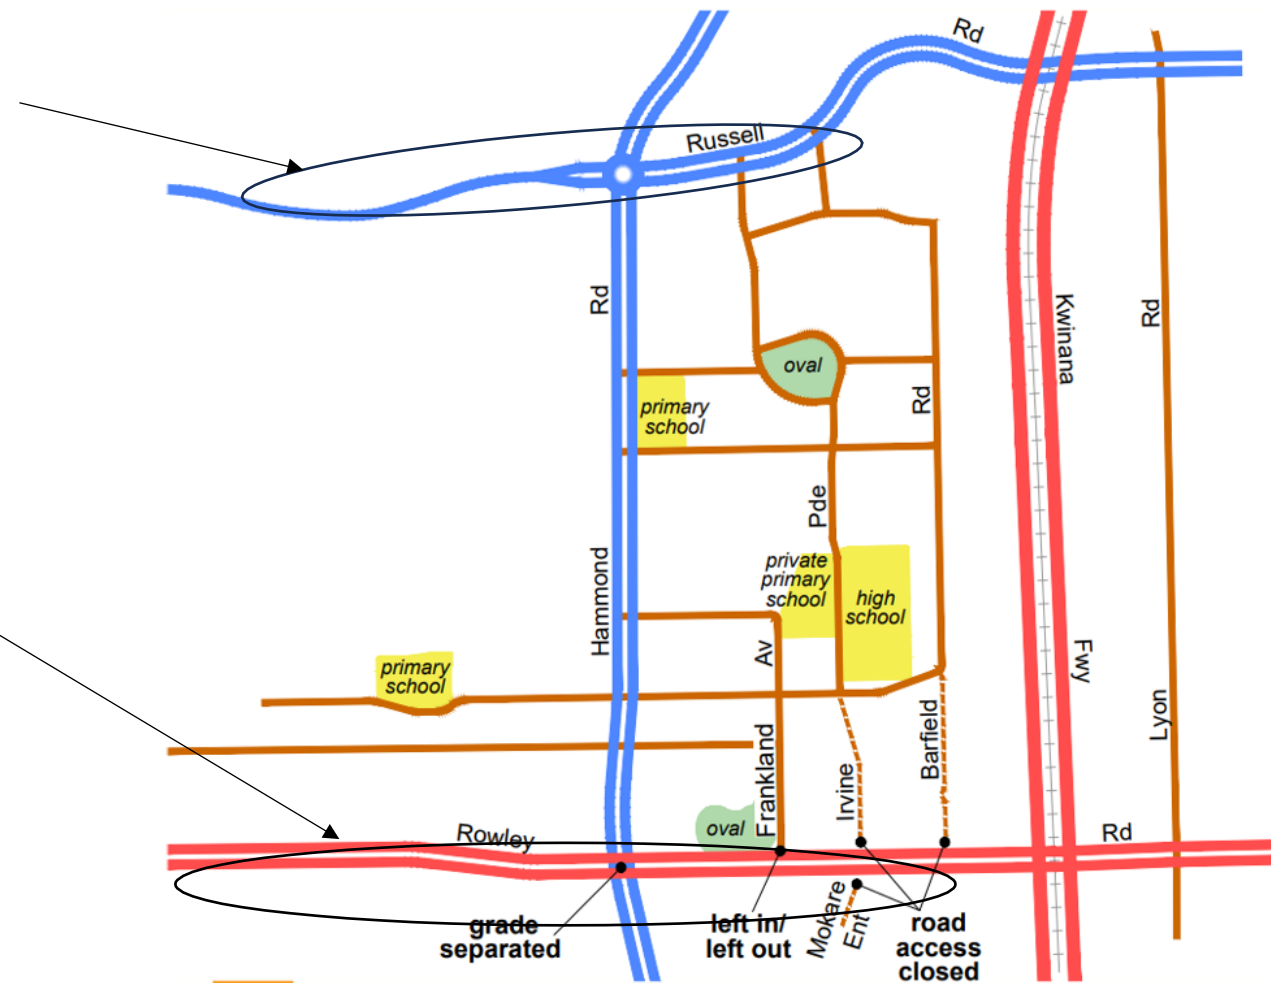 Rd
Russell
Rd
Kwinana
Rd
oval
Rd
primary
school
Pde
private
primary
school
high
school
Hammond
Av
Fwy
primary
school
Lyon
Barfield
Frankland
Irvine
oval
Rowley
Rd
Mokare
Ent
grade
separated
left in/
left out
road
access
closed